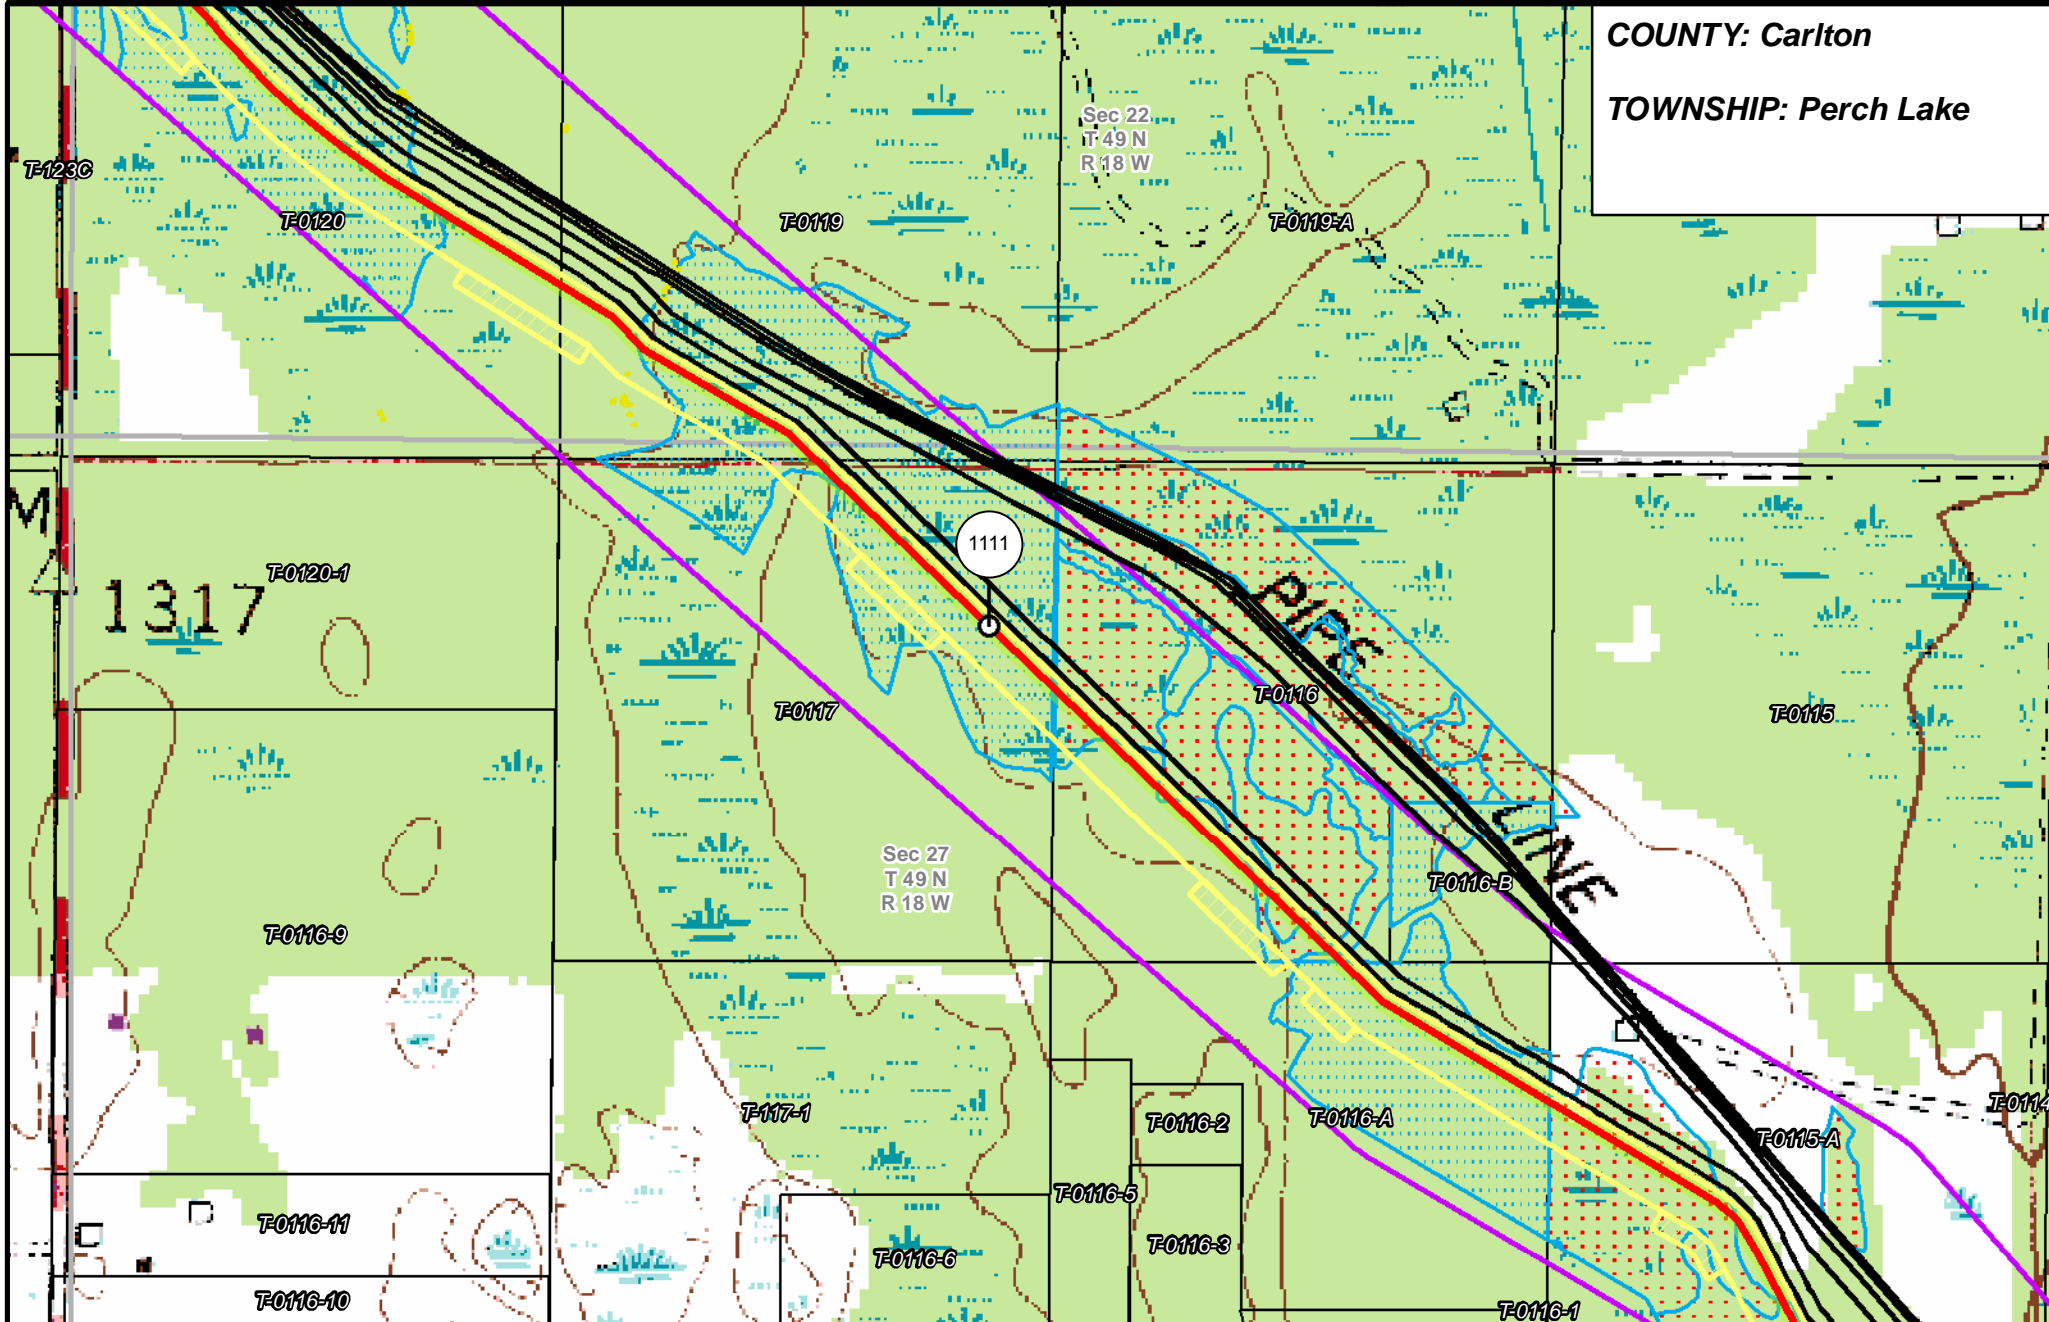 COUNTY: Carlton
TOWNSHIP: Perch Lake
Sec 22
T 49 N
R 18 W
T-123C
T-0120
T-0119
T-0119-A
M
1111
1317
T-0120-1
PIPE
T-0116
T-0117
T-0115
LINE
Sec 27
T 49 N
R 18 W
T-0116-B
T-0116-9
T-117-1
T-0116-2
T-0116-A
T-0114
T-0115-A
T-0116-5
T-0116-11
T-0116-3
T-0116-6
T-0116-10
T-0116-1